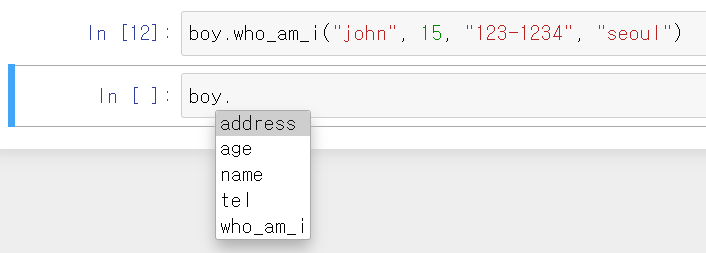 In [12]: boy.who_am_i("john", 15, "123-1234", "seoul")
In [ ]: boy.
address
age
name
tel
who_am_i